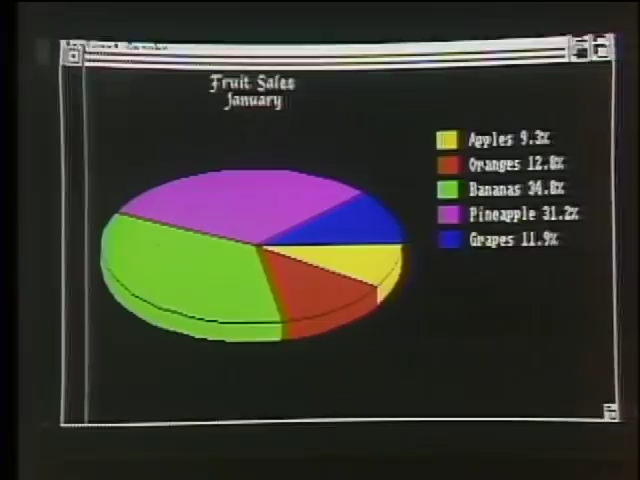 Fruit Sales
January
Apples 9.3%
Oranges 12.8%
Bananas 34.8%
Pineapple 31.2%
Grapes 11.9%